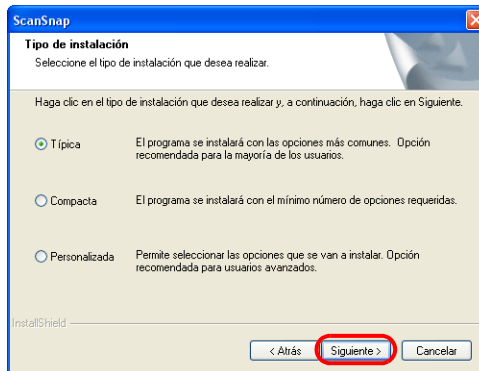 ScanSnap
Tipo de instalación
Seleccione el tipo de instalación que desea realizar.
Haga clic en el tipo de instalación que desea realizar y, a continuación, haga clic en Siguiente.
Típica
El programa se instalará con las opciones más comunes. Opción
recomendada para la mayoría de los usuarios.
Compacta
El programa se instalará con el mínimo número de opciones requeridas.
Personalizada
Permite seleccionar las opciones que se van a instalar. Opción
recomendada para usuarios avanzados.
InstallShield
< Atrás
Siguiente >
Cancelar